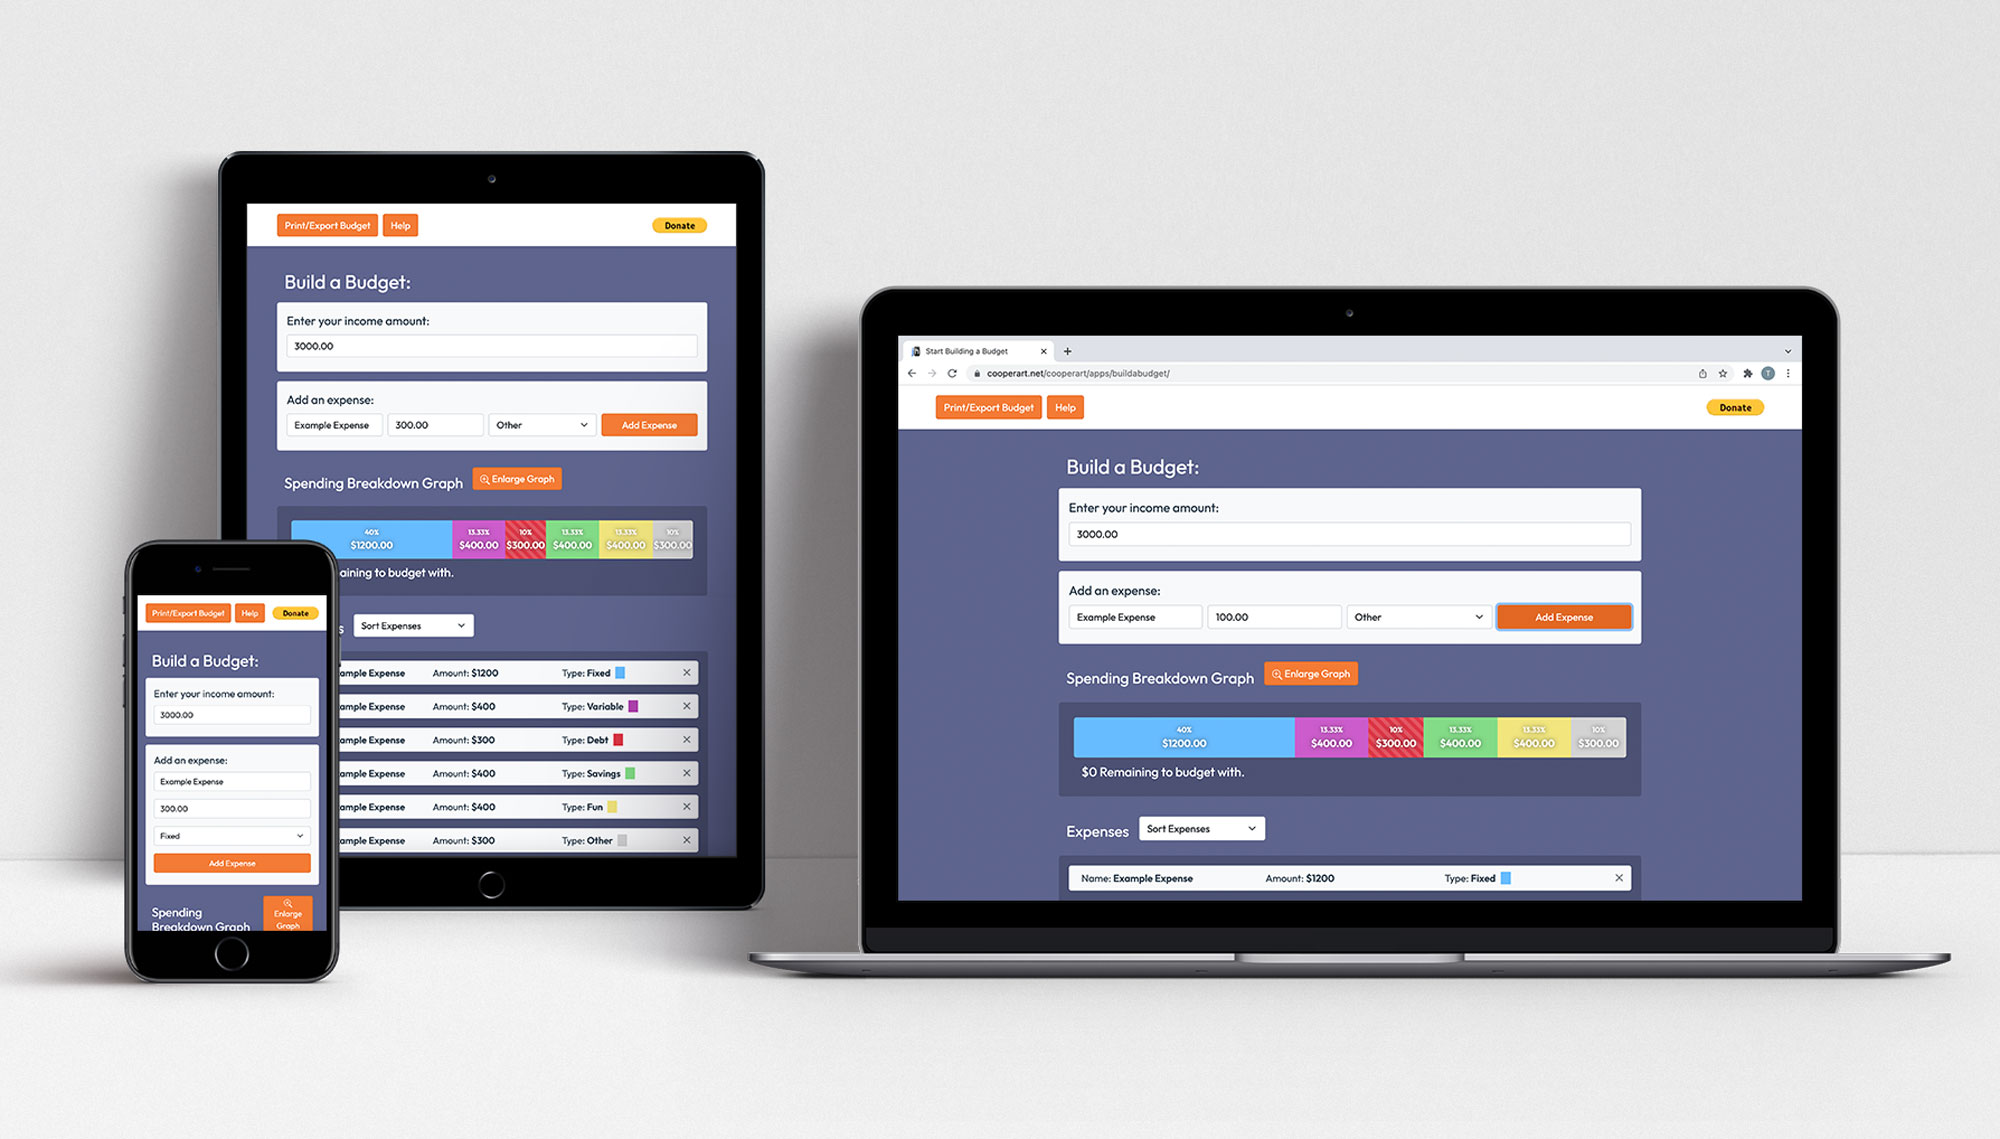 Print/Export Budget Help Donate
Build a Budget:
Enter your income amount:
3000.00
Add an expense:
Example Expense 300.00 Other Add Expense
Spending Breakdown Graph Enlarge Graph
40% 13.33% 10% 13.33% 13.33% 10%
$1200.00 $400.00 $300.00 $400.00 $400.00 $300.00
aining to budget with.
s Sort Expenses
ample Expense Amount: $1200 Type: Fixed
ample Expense Amount: $400 Type: Variable
ample Expense Amount: $300 Type: Debt
ample Expense Amount: $400 Type: Savings
ample Expense Amount: $400 Type: Fun
ample Expense Amount: $300 Type: Other
Print/Export Budget Help Donate
Build a Budget:
Enter your income amount:
3000.00
Add an expense:
Example Expense
300.00
Fixed
Add Expense
Spending
Breakdown Graph
Enlarge
Graph
Start Building a Budget
cooperart.net/cooperart/apps/buildabudget/
T
Print/Export Budget Help Donate
Build a Budget:
Enter your income amount:
3000.00
Add an expense:
Example Expense 100.00 Other Add Expense
Spending Breakdown Graph Enlarge Graph
40% 13.33% 10% 13.33% 13.33% 10%
$1200.00 $400.00 $300.00 $400.00 $400.00 $300.00
$0 Remaining to budget with.
Expenses Sort Expenses
Name: Example Expense Amount: $1200 Type: Fixed